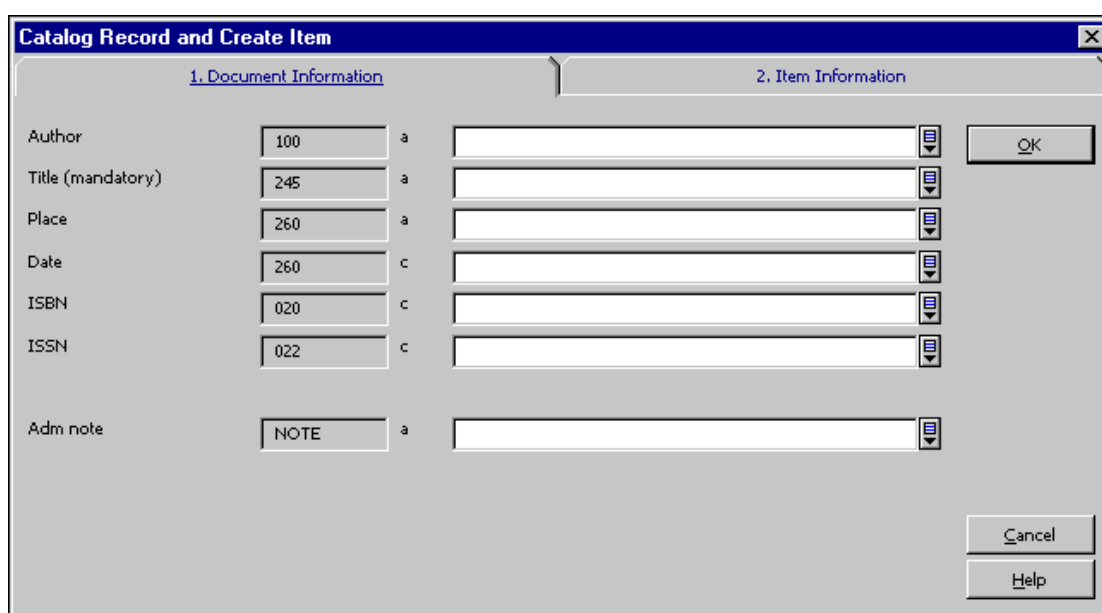 Catalog Record and Create Item
1. Document Information 2. Item Information
Author 100 a OK
Title (mandatory) 245 a
Place 260 a
Date 260 c
ISBN 020 c
ISSN 022 c
Adm note NOTE a
Cancel
Help